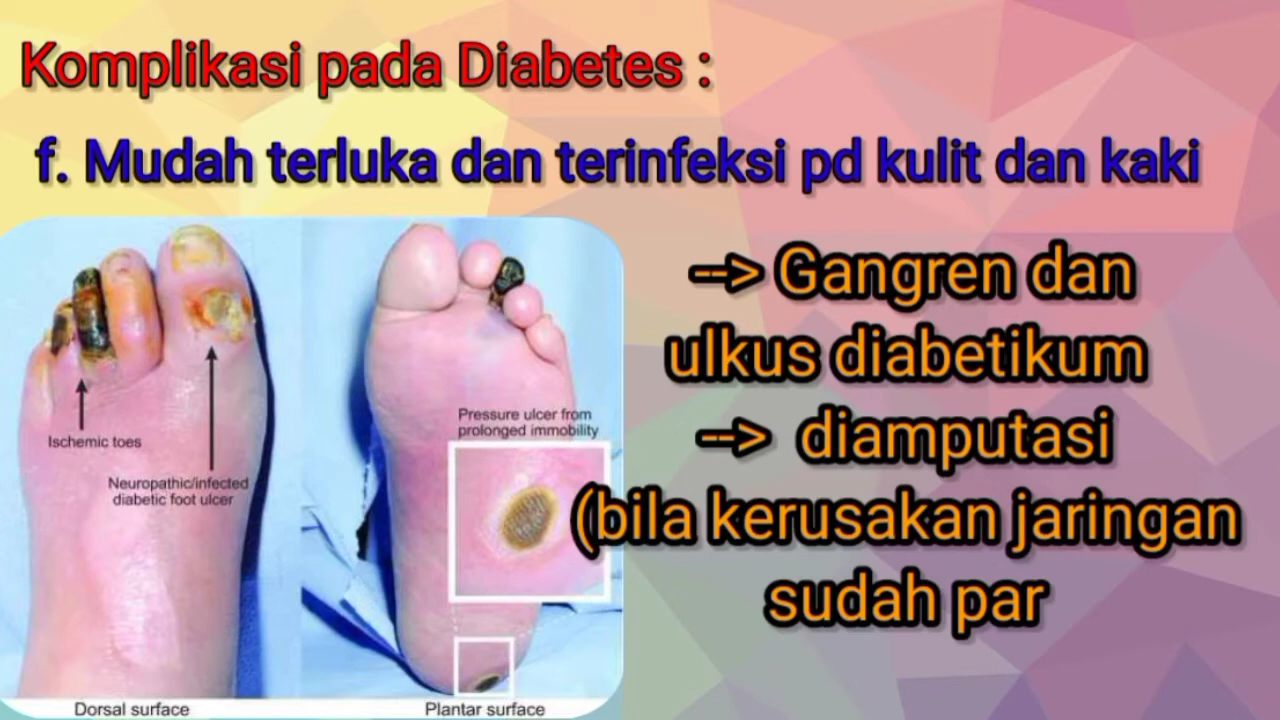 Komplikasi pada Diabetes :
f. Mudah terluka dan terinfeksi pd kulit dan kaki
--> Gangren dan
ulkus diabetikum
--> diamputasi
(bila kerusakan jaringan
sudah par
Ischemic toes
Neuropathic/infected
diabetic foot ulcer
Pressure ulcer from
prolonged immobility
Dorsal surface
Plantar surface